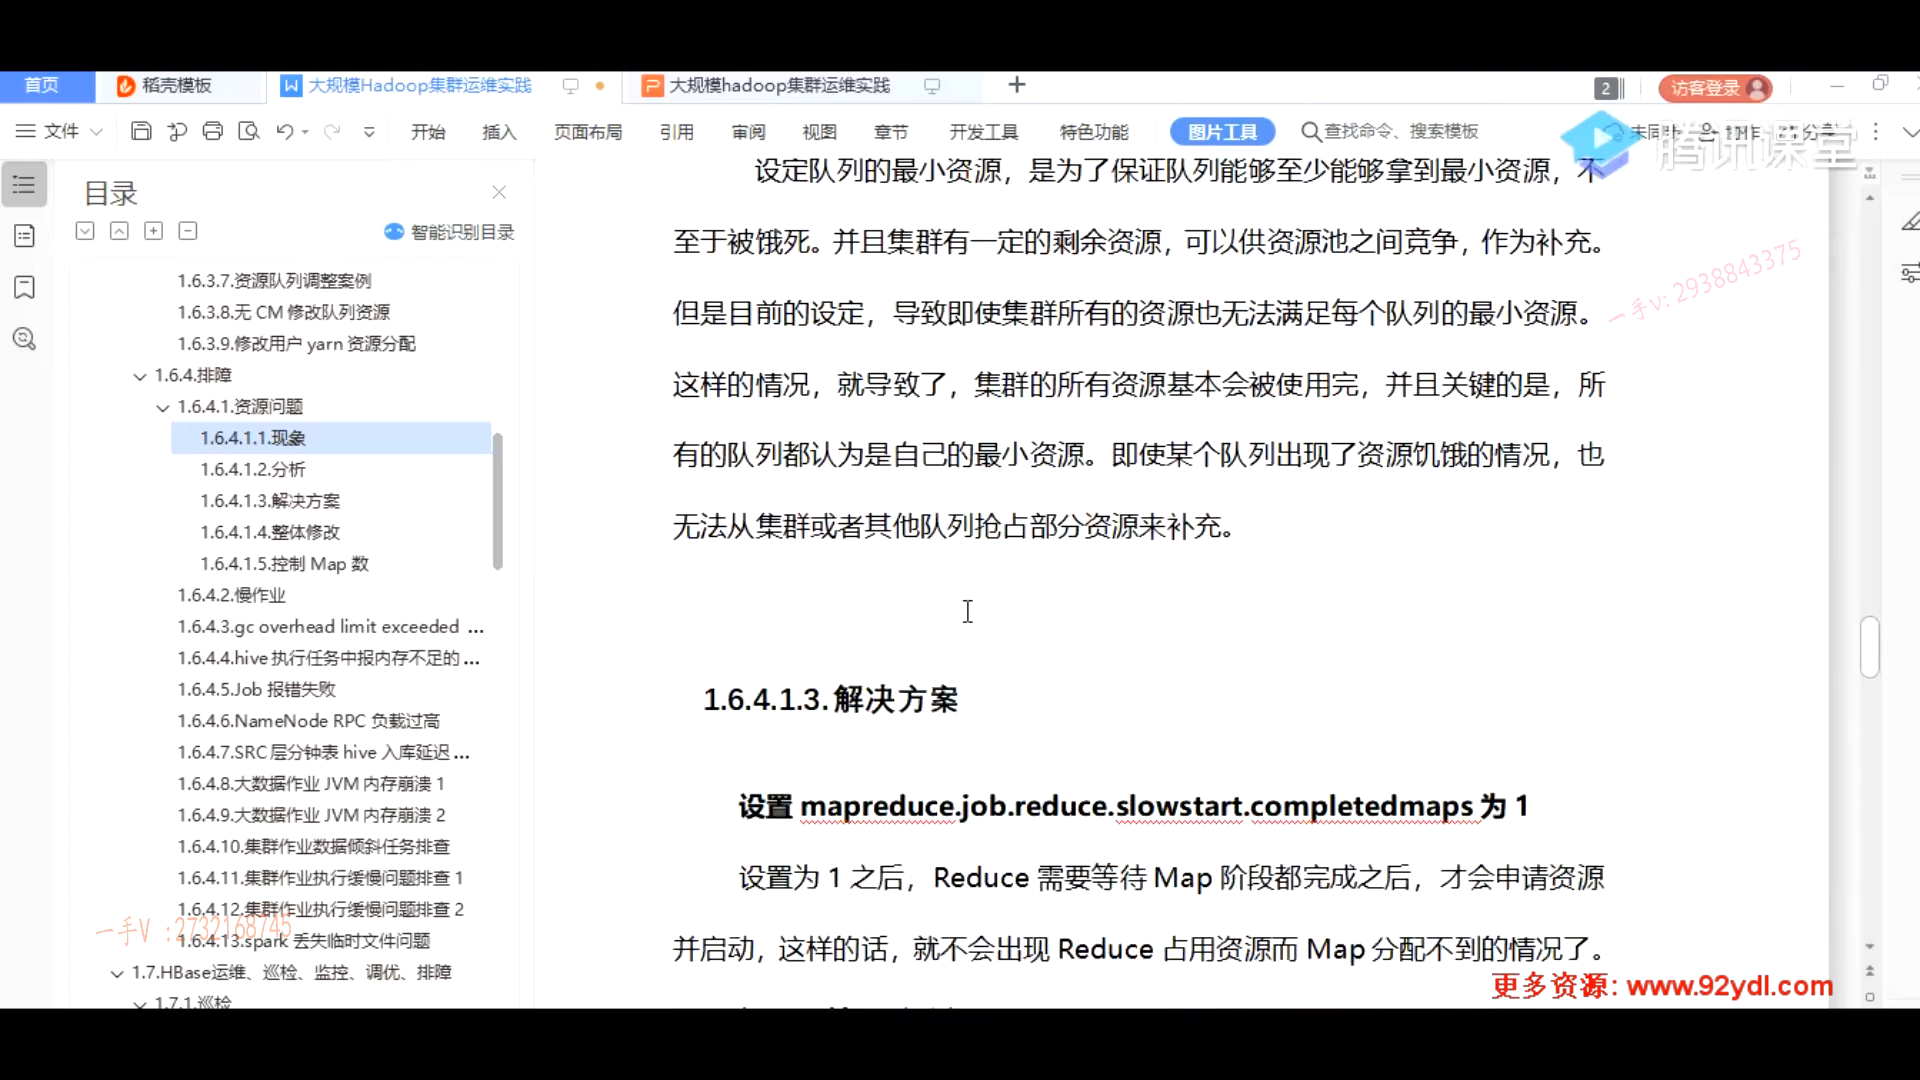 首页
稻壳模板
大规模Hadoop集群运维实践
大规模hadoop集群运维实践
2
访客登录
文件
开始
插入
页面布局
引用
审阅
视图
章节
开发工具
特色功能
图片工具
查找命令、搜索模板
腾讯课堂
目录
智能识别目录
1.6.3.7.资源队列调整案例
1.6.3.8.无 CM 修改队列资源
1.6.3.9.修改用户 yarn 资源分配
1.6.4.排障
1.6.4.1.资源问题
1.6.4.1.1.现象
1.6.4.1.2.分析
1.6.4.1.3.解决方案
1.6.4.1.4.整体修改
1.6.4.1.5.控制 Map 数
1.6.4.2.慢作业
1.6.4.3.gc overhead limit exceeded ...
1.6.4.4.hive 执行任务中报内存不足的 ...
1.6.4.5.Job 报错失败
1.6.4.6.NameNode RPC 负载过高
1.6.4.7.SRC 层分钟表 hive 入库延迟 ...
1.6.4.8.大数据作业 JVM 内存崩溃 1
1.6.4.9.大数据作业 JVM 内存崩溃 2
1.6.4.10.集群作业数据倾斜任务排查
1.6.4.11.集群作业执行缓慢问题排查 1
1.6.4.12.集群作业执行缓慢问题排查 2
1.6.4.13.spark 丢失临时文件问题
1.7.HBase运维、巡检、监控、调优、排障
1.7.1.巡检
一手V :2732168745
设定队列的最小资源，是为了保证队列能够至少能够拿到最小资源，不
至于被饿死。并且集群有一定的剩余资源，可以供资源池之间竞争，作为补充。
但是目前的设定，导致即使集群所有的资源也无法满足每个队列的最小资源。
这样的情况，就导致了，集群的所有资源基本会被使用完，并且关键的是，所
有的队列都认为是自己的最小资源。即使某个队列出现了资源饥饿的情况，也
无法从集群或者其他队列抢占部分资源来补充。
1.6.4.1.3.解决方案
设置 mapreduce.job.reduce.slowstart.completedmaps 为 1
设置为 1 之后，Reduce 需要等待 Map 阶段都完成之后，才会申请资源
并启动，这样的话，就不会出现 Reduce 占用资源而 Map 分配不到的情况了。
一手v: 2938843375
更多资源: www.92ydl.com